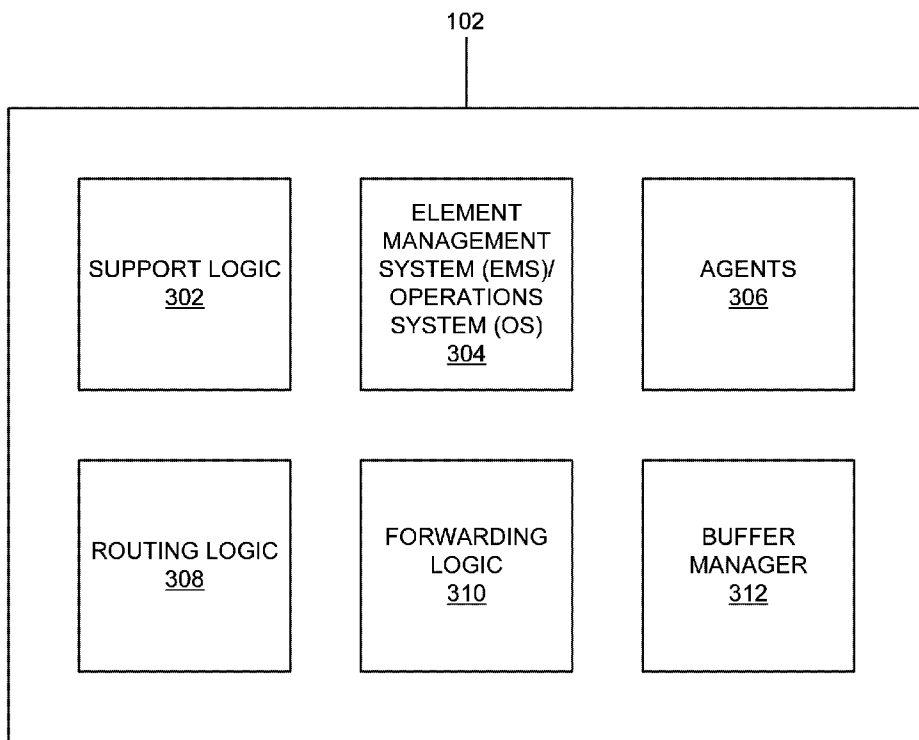 102
SUPPORT LOGIC
302
ELEMENT
MANAGEMENT
SYSTEM (EMS)/
OPERATIONS
SYSTEM (OS)
304
AGENTS
306
ROUTING LOGIC
308
FORWARDING
LOGIC
310
BUFFER
MANAGER
312